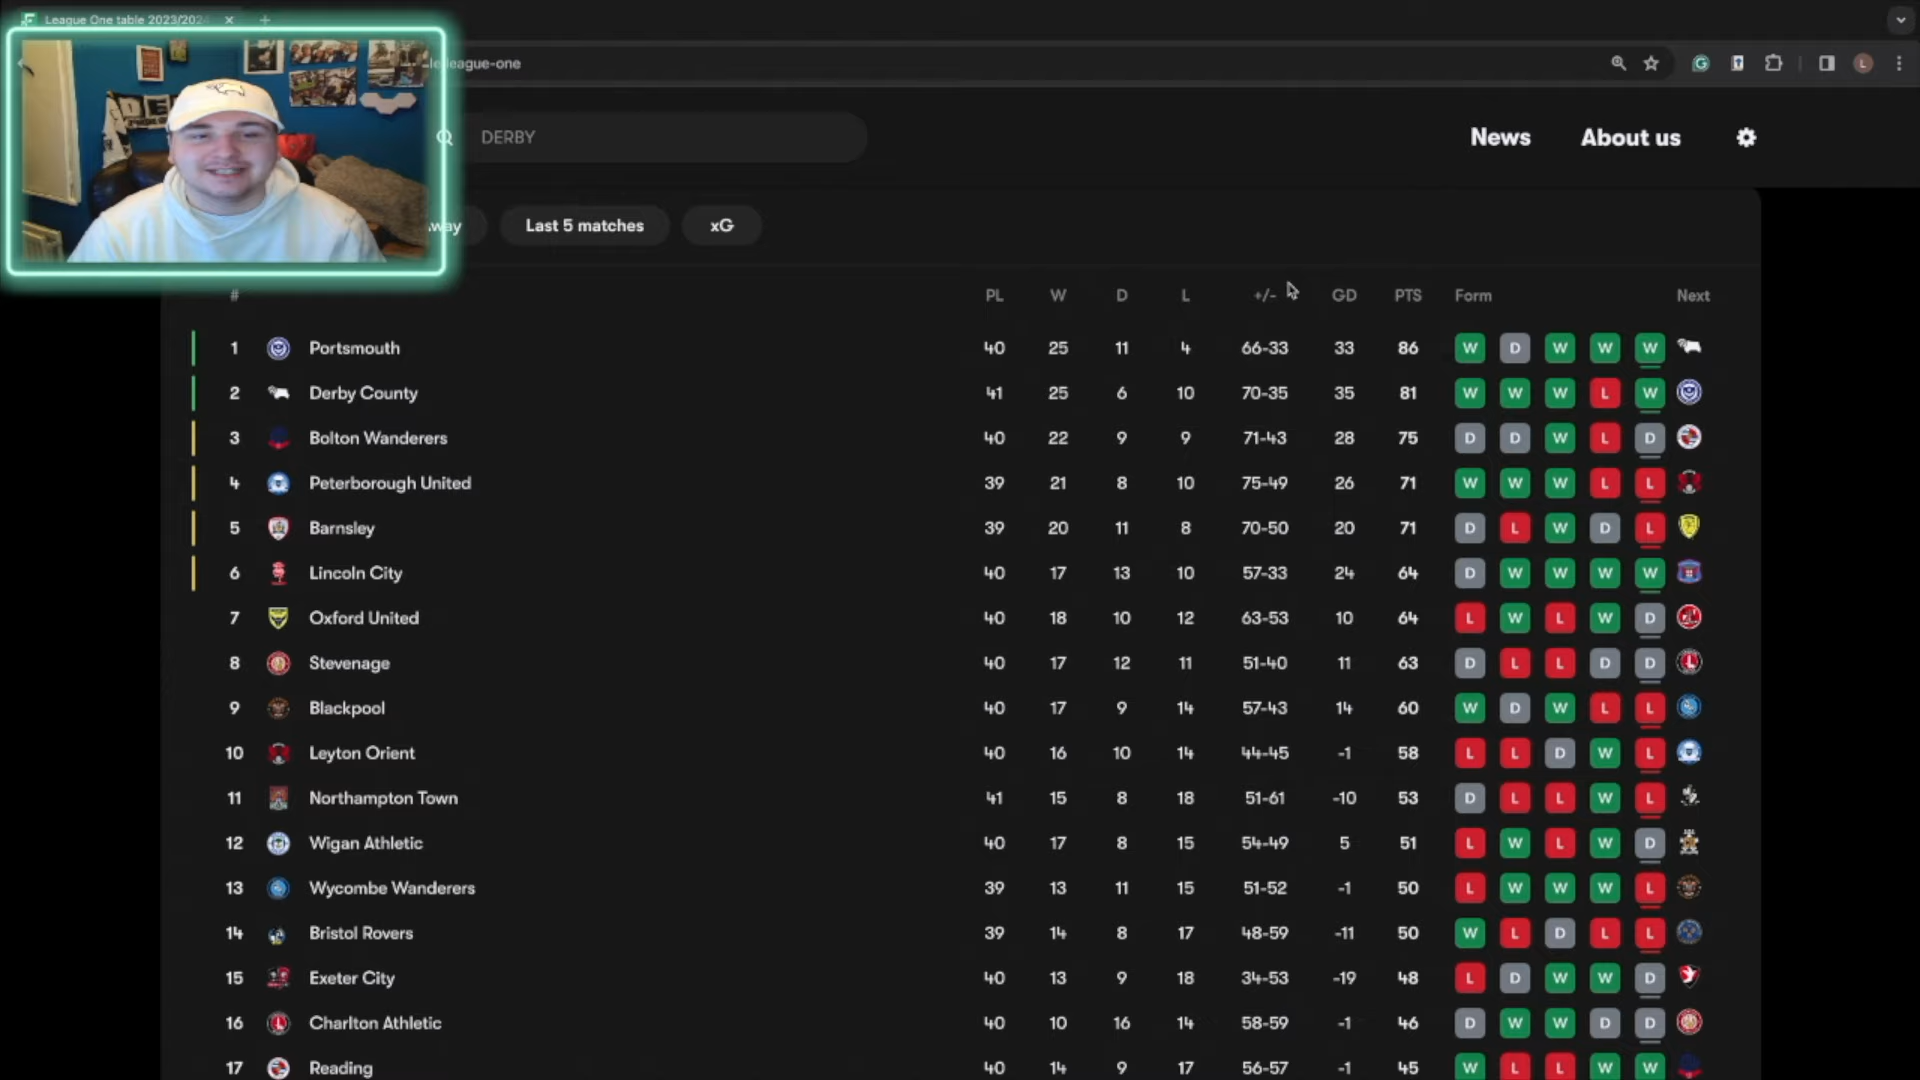 League One table 2023/2024
league-one
DERBY
News
About us
Away
Last 5 matches
xG
# PL W D L +/- GD PTS Form Next
1 Portsmouth 40 25 11 4 66-33 33 86 W D W W W
2 Derby County 41 25 6 10 70-35 35 81 W W W L W
3 Bolton Wanderers 40 22 9 9 71-43 28 75 D D W L D
4 Peterborough United 39 21 8 10 75-49 26 71 W W W L L
5 Barnsley 39 20 11 8 70-50 20 71 D L W D L
6 Lincoln City 40 17 13 10 57-33 24 64 D W W W W
7 Oxford United 40 18 10 12 63-53 10 64 L W L W D
8 Stevenage 40 17 12 11 51-40 11 63 D L L D D
9 Blackpool 40 17 9 14 57-43 14 60 W D W L L
10 Leyton Orient 40 16 10 14 44-45 -1 58 L L D W L
11 Northampton Town 41 15 8 18 51-61 -10 53 D L L W L
12 Wigan Athletic 40 17 8 15 54-49 5 51 L W L W D
13 Wycombe Wanderers 39 13 11 15 51-52 -1 50 L W W W L
14 Bristol Rovers 39 14 8 17 48-59 -11 50 W L D L L
15 Exeter City 40 13 9 18 34-53 -19 48 L D W W D
16 Charlton Athletic 40 10 16 14 58-59 -1 46 D W W D D
17 Reading 40 14 9 17 56-57 -1 45 W L L W W